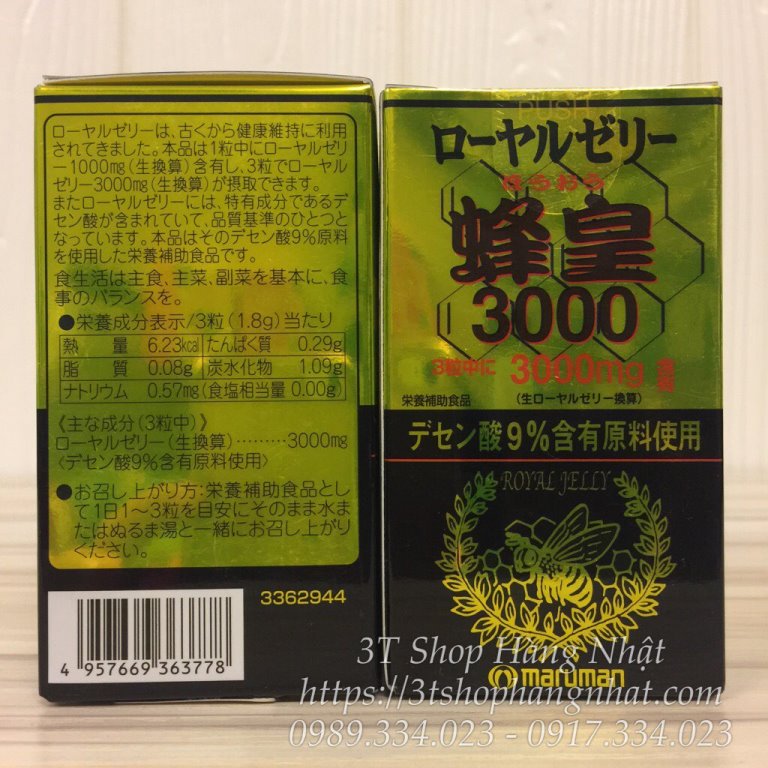 ローヤルゼリーは、古くから健康維持に利用
されてきました。本品は1粒中にローヤルゼリ
ー1000mg(生換算)含有し、3粒でローヤル
ゼリー3000mg(生換算)が摂取できます。
またローヤルゼリーには、特有成分であるデ
セン酸が含まれていて、品質基準のひとつと
なっています。本品はそのデセン酸9%原料
を使用した栄養補助食品です。
食生活は主食、主菜、副菜を基本に、食
事のバランスを。
●栄養成分表示/3粒(1.8g)当たり
熱 量 6.23kcal たんぱく質 0.29g
脂 質 0.08g 炭水化物 1.09g
ナトリウム 0.57mg (食塩相当量 0.00g)
《主な成分(3粒中)》
ローヤルゼリー(生換算)………3000mg
〈デセン酸9%含有原料使用〉
●お召し上がり方:栄養補助食品とし
て1日1~3粒を目安にそのまま水ま
たはぬるま湯と一緒にお召し上がり
ください。
3362944
4 957669 363778
PUSH
ローヤルゼリー
ほうおう
蜂皇
3000
3粒中に 3000mg 含有
栄養補助食品 (生ローヤルゼリー換算)
デセン酸9%含有原料使用
ROYAL JELLY
maruman
3T Shop Hàng Nhật
https://3tshophangnhat.com
0989.334.023 - 0917.334.023